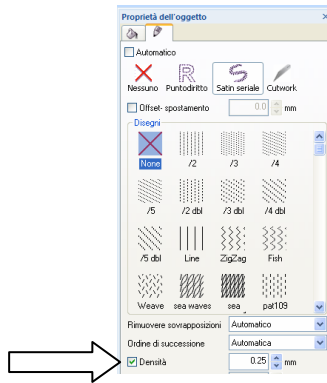 Proprietà dell'oggetto
Automatico
Nessuno Puntodiritto Satin seriale Cutwork
Offset- spostamento 0.0 mm
Disegni
None /2 /3 /4
/5 /2 dbl /3 dbl /4 dbl
/5 dbl Line ZigZag Fish
Weave sea waves sea pat109
Rimuovere sovrapposizioni Automatico
Ordine di successione Automatico
Densità 0.25 mm